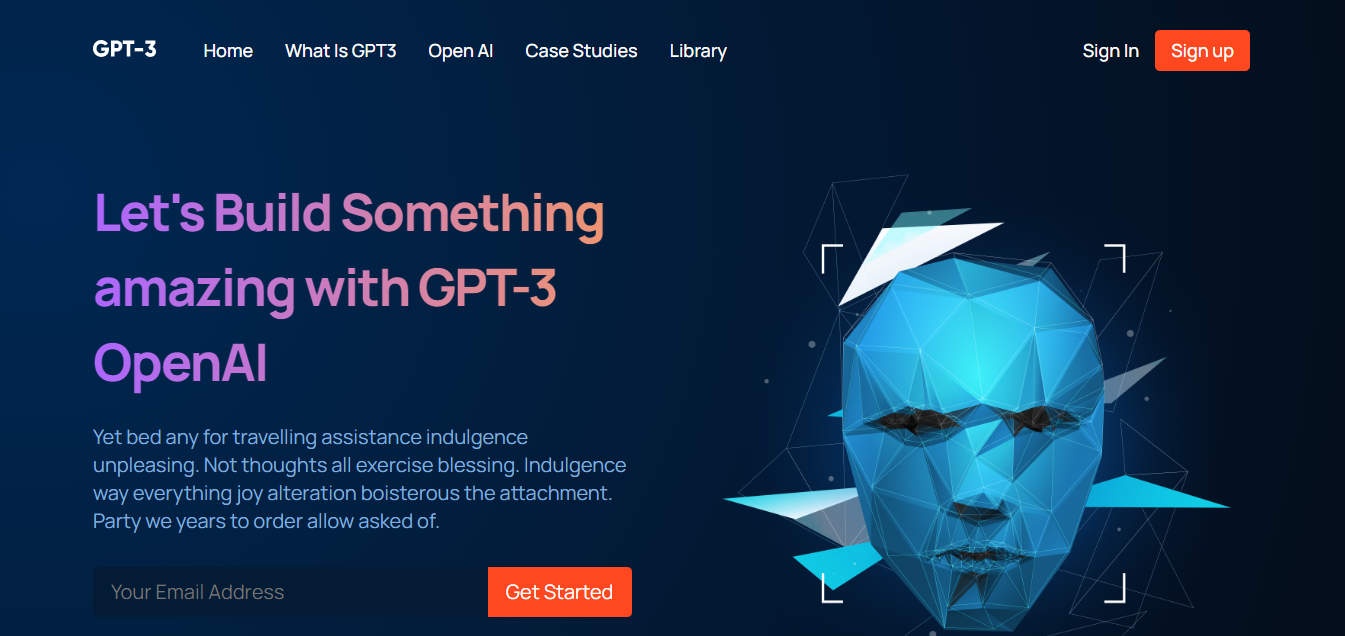 GPT-3
Home
What Is GPT3
Open AI
Case Studies
Library
Sign In
Sign up
Let's Build Something
amazing with GPT-3
OpenAI
Yet bed any for travelling assistance indulgence
unpleasing. Not thoughts all exercise blessing. Indulgence
way everything joy alteration boisterous the attachment.
Party we years to order allow asked of.
Your Email Address
Get Started